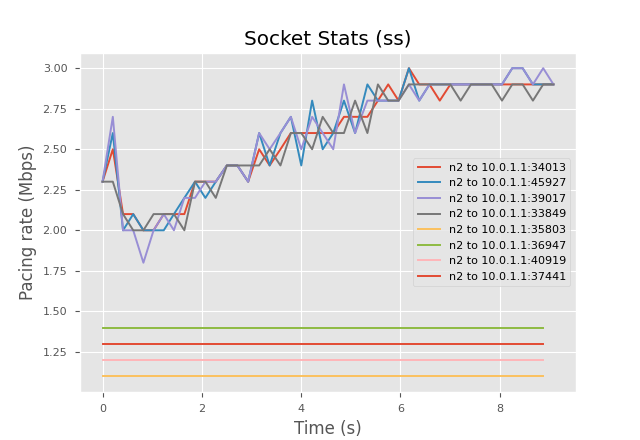 Socket Stats (ss)
Pacing rate (Mbps)
3.00
2.75
2.50
2.25
2.00
1.75
1.50
1.25
n2 to 10.0.1.1:34013
n2 to 10.0.1.1:45927
n2 to 10.0.1.1:39017
n2 to 10.0.1.1:33849
n2 to 10.0.1.1:35803
n2 to 10.0.1.1:36947
n2 to 10.0.1.1:40919
n2 to 10.0.1.1:37441
0 2 4 6 8
Time (s)